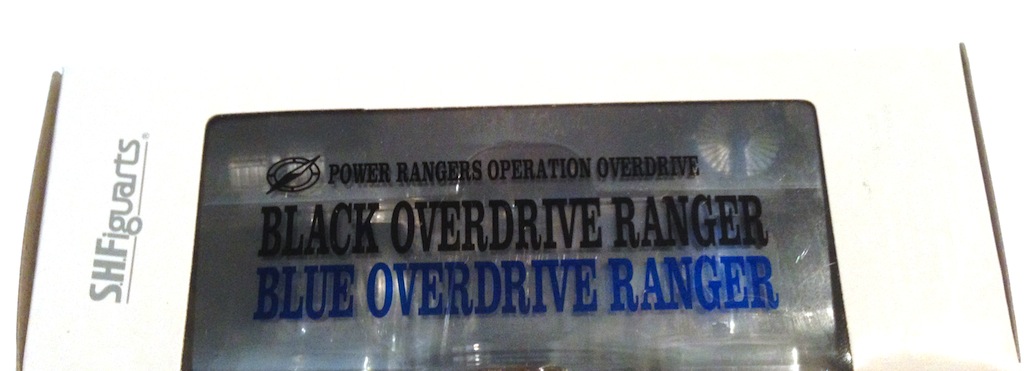 S.H.Figuarts®
POWER RANGERS OPERATION OVERDRIVE
BLACK OVERDRIVE RANGER
BLUE OVERDRIVE RANGER